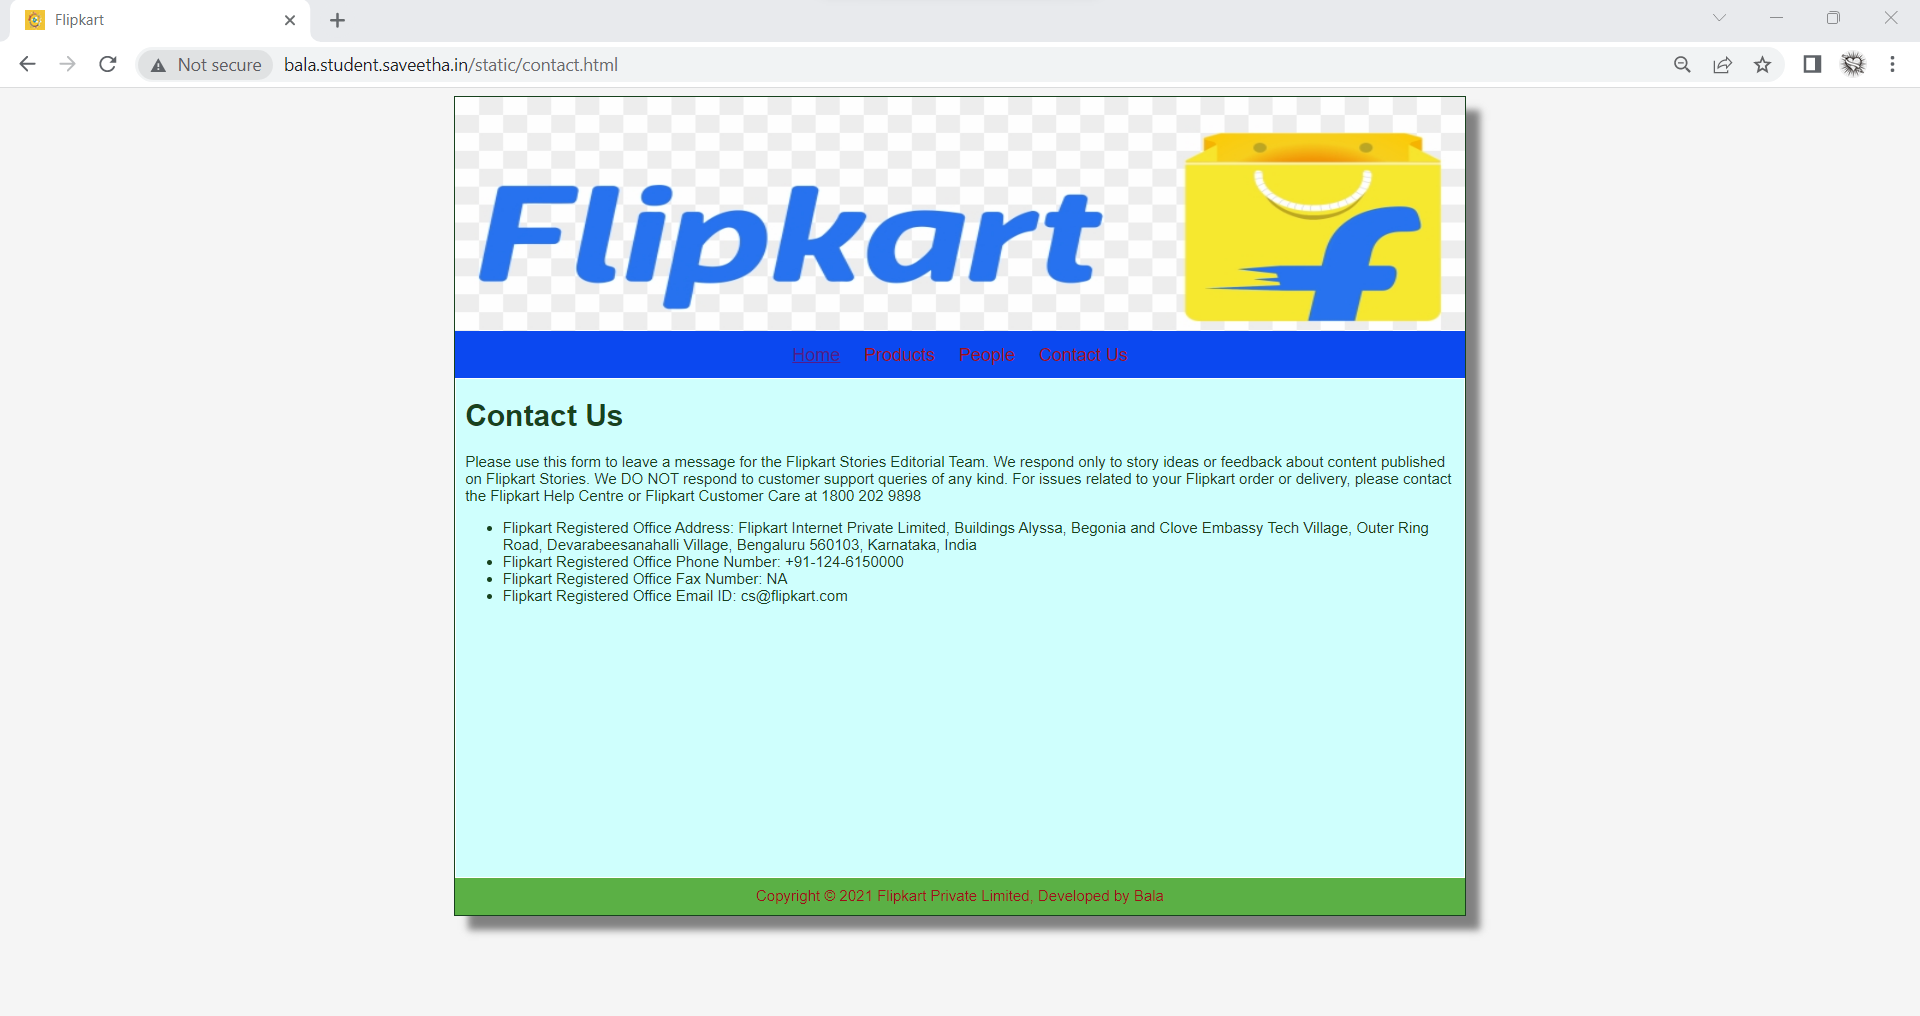 Flipkart
Not secure
bala.student.saveetha.in/static/contact.html
Flipkart
f
Home Products People Contact Us
Contact Us
Please use this form to leave a message for the Flipkart Stories Editorial Team. We respond only to story ideas or feedback about content published
on Flipkart Stories. We DO NOT respond to customer support queries of any kind. For issues related to your Flipkart order or delivery, please contact
the Flipkart Help Centre or Flipkart Customer Care at 1800 202 9898
• Flipkart Registered Office Address: Flipkart Internet Private Limited, Buildings Alyssa, Begonia and Clove Embassy Tech Village, Outer Ring
Road, Devarabeesanahalli Village, Bengaluru 560103, Karnataka, India
• Flipkart Registered Office Phone Number: +91-124-6150000
• Flipkart Registered Office Fax Number: NA
• Flipkart Registered Office Email ID: cs@flipkart.com
Copyright © 2021 Flipkart Private Limited, Developed by Bala